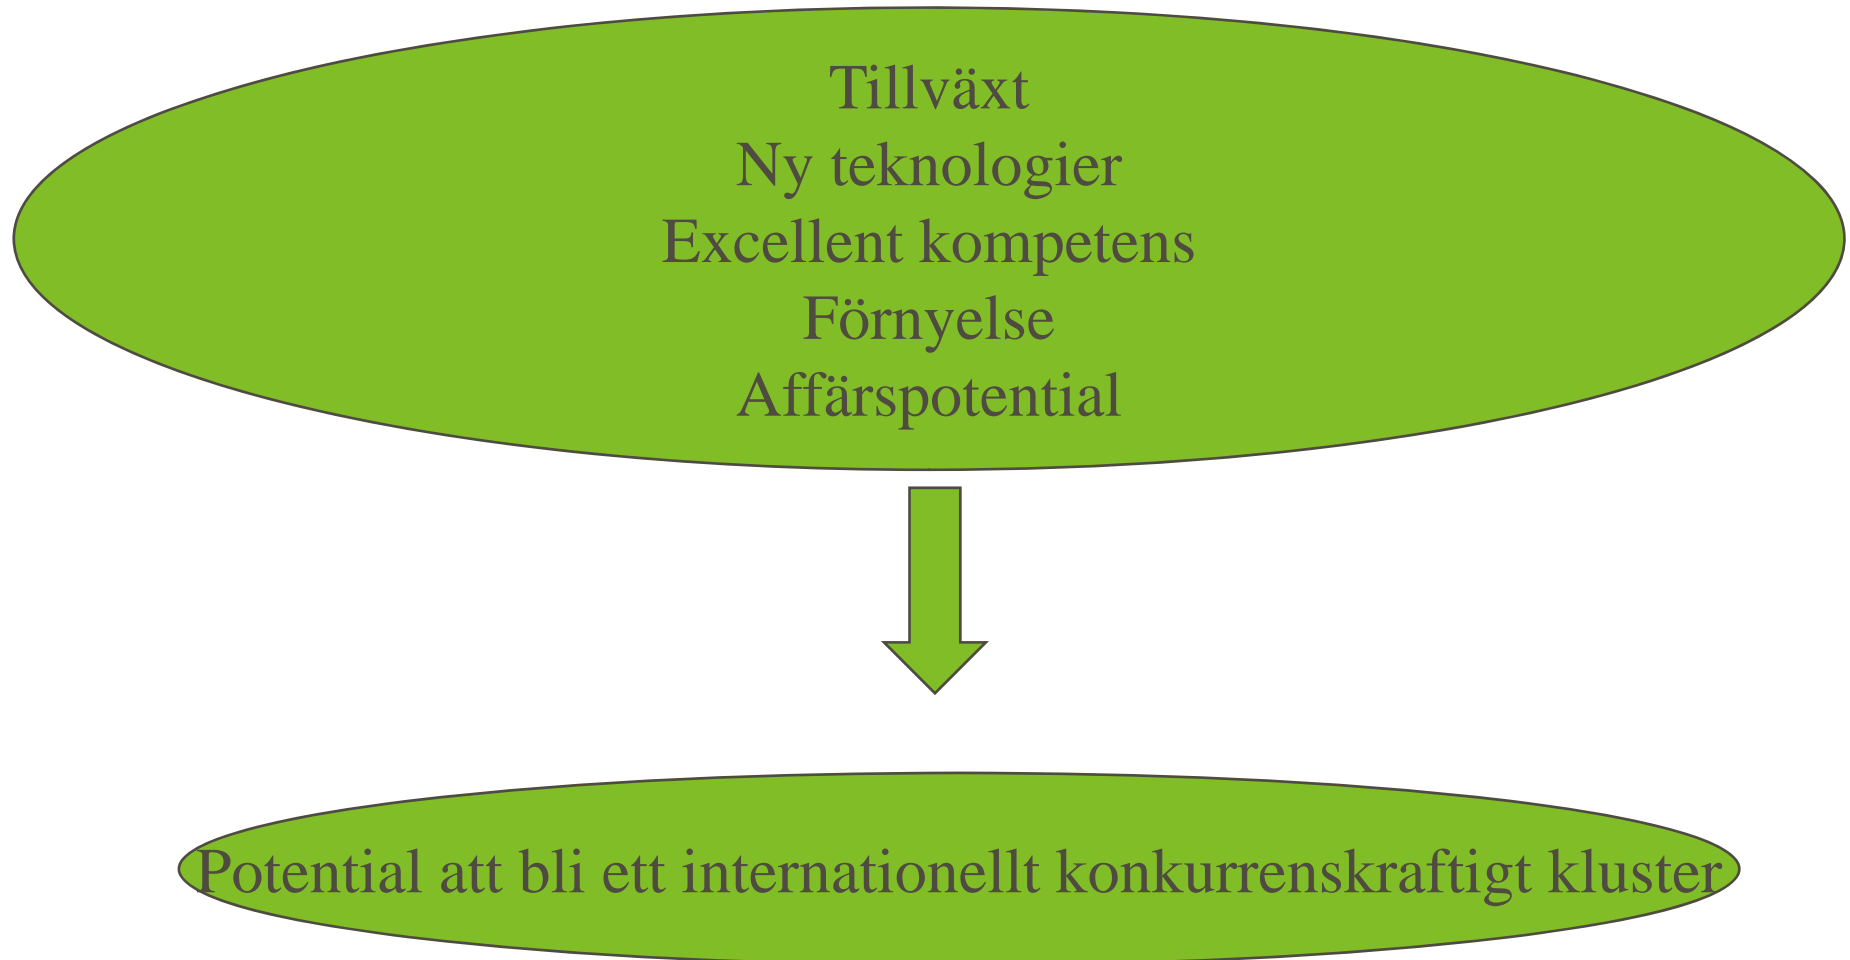 Tillväxt
Ny teknologier
Excellent kompetens
Förnyelse
Affärspotential
Potential att bli ett internationellt konkurrenskraftigt kluster